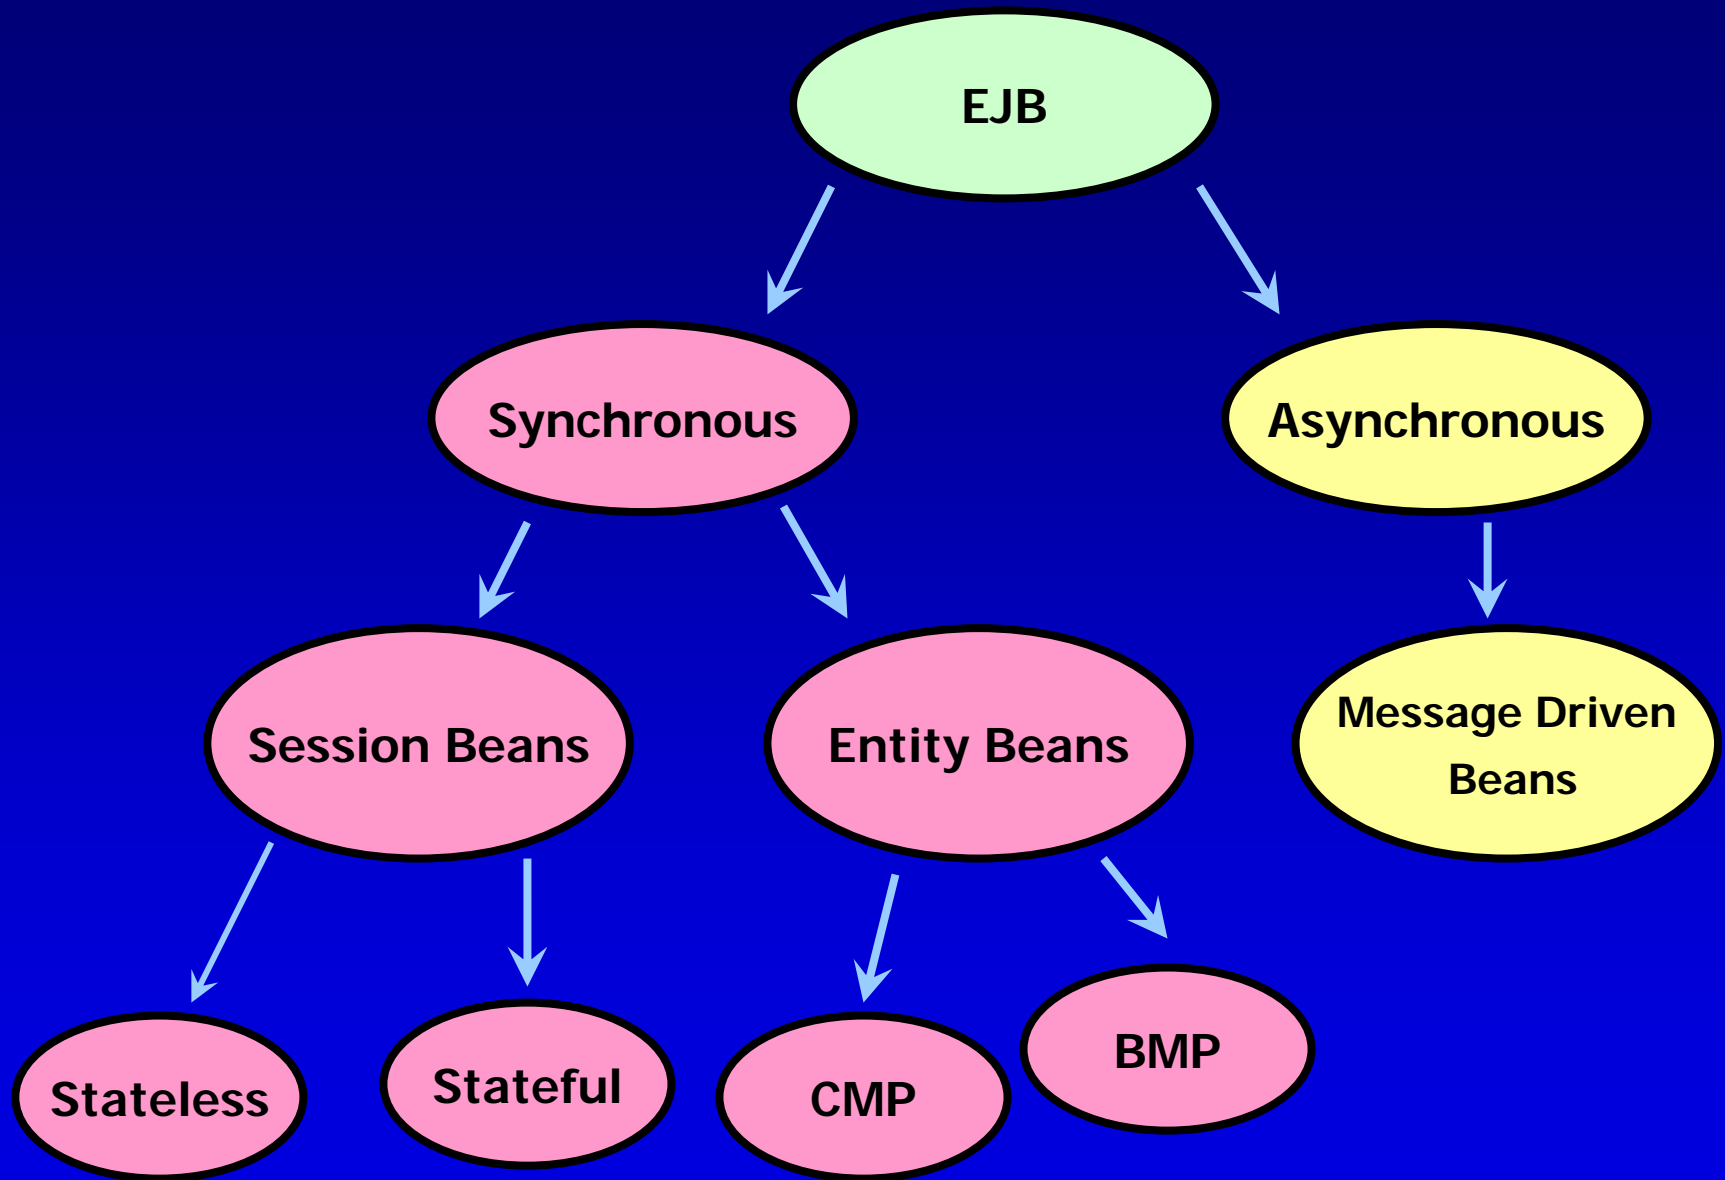 EJB
Synchronous
Asynchronous
Session Beans
Entity Beans
Message Driven
Beans
Stateless
Stateful
CMP
BMP